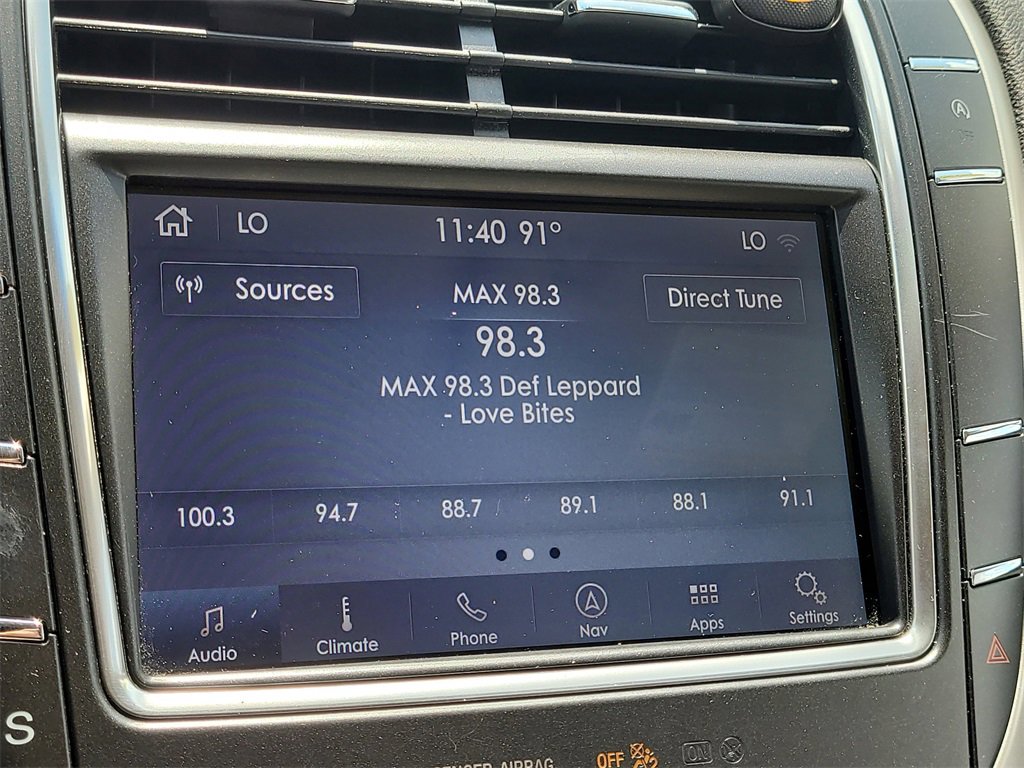 LO 11:40 91° LO
Sources MAX 98.3 Direct Tune
98.3
MAX 98.3 Def Leppard
- Love Bites
100.3 94.7 88.7 89.1 88.1 91.1
Audio Climate Phone Nav Apps Settings
A
OFF
S
AIRBAG
OFF
ON